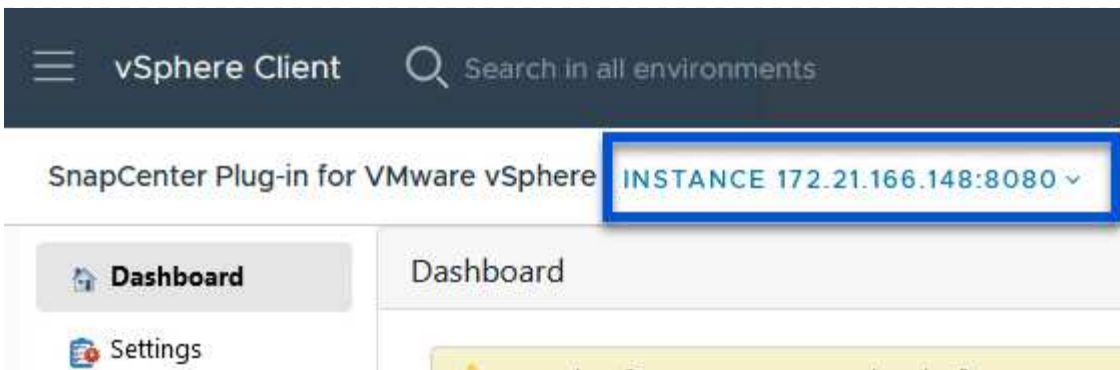 vSphere Client
Search in all environments
SnapCenter Plug-in for VMware vSphere INSTANCE 172.21.166.148:8080
Dashboard
Dashboard
Settings